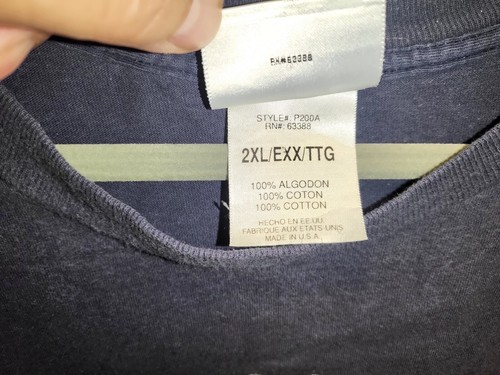 RN#63388
STYLE#: P200A
RN#: 63388
2XL/EXX/TTG
100% ALGODON
100% COTON
100% COTTON
HECHO EN EE.UU.
FABRIQUE AUX ETATS-UNIS
MADE IN U.S.A.